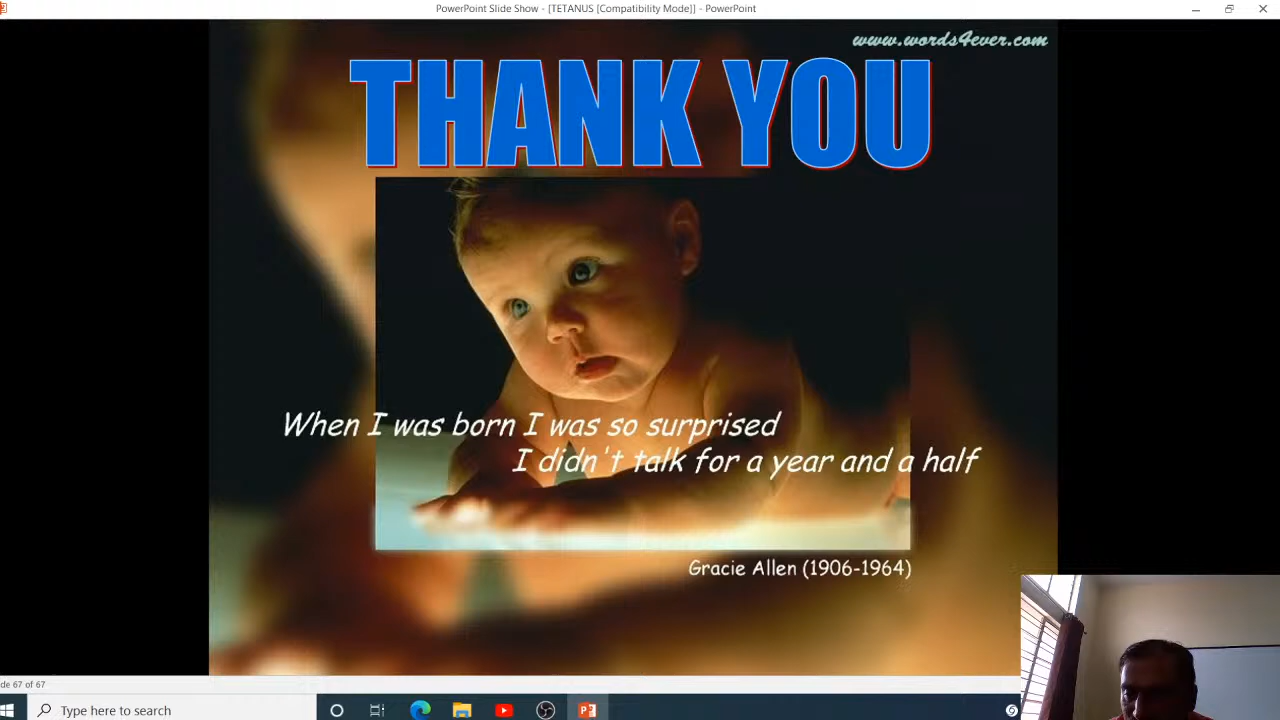 PowerPoint Slide Show - [TETANUS [Compatibility Mode]] - PowerPoint
www.words4ever.com
THANK YOU
When I was born I was so surprised
I didn't talk for a year and a half
Gracie Allen (1906-1964)
de 67 of 67
Type here to search